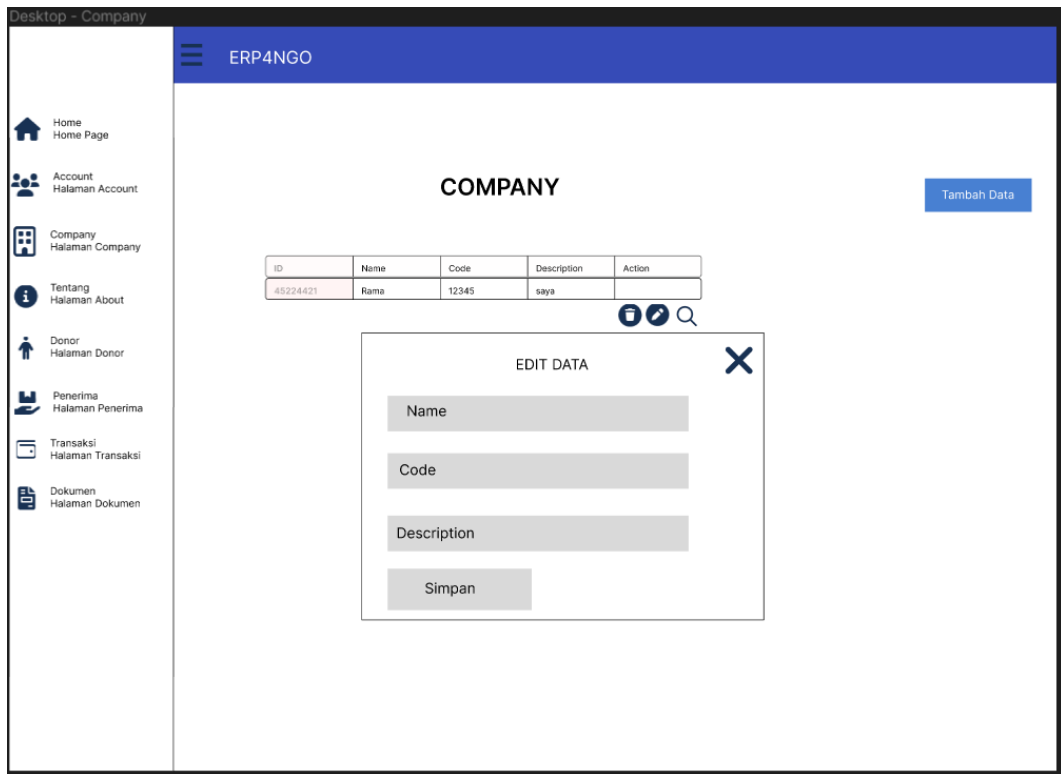 Desktop - Company
ERP4NGO
Home
Home Page
Account
Halaman Account
Company
Halaman Company
Tentang
Halaman About
Donor
Halaman Donor
Penerima
Halaman Penerima
Transaksi
Halaman Transaksi
Dokumen
Halaman Dokumen
COMPANY
Tambah Data
ID Name Code Description Action
45224421 Rama 12345 saya
EDIT DATA
Name
Code
Description
Simpan